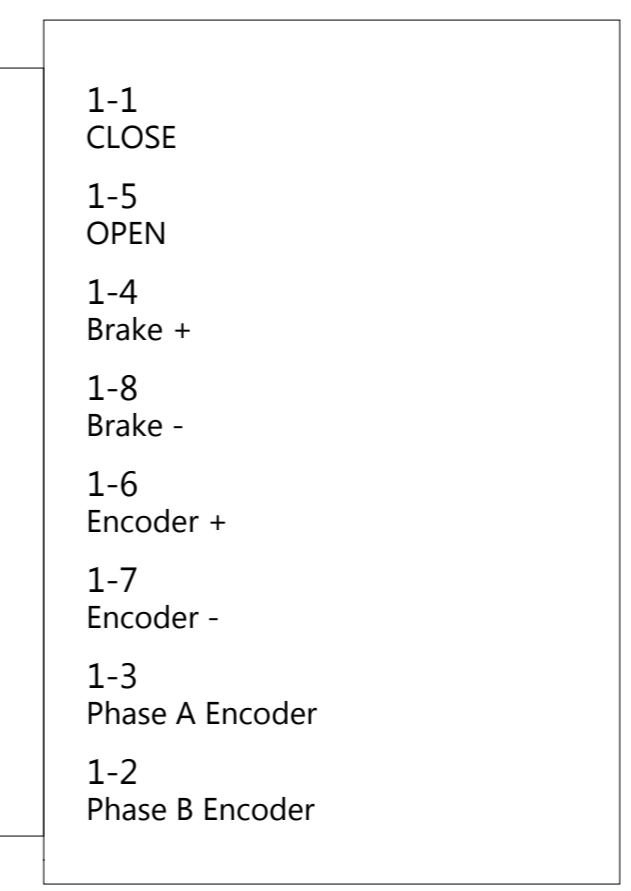 1-1
CLOSE
1-5
OPEN
1-4
Brake +
1-8
Brake -
1-6
Encoder +
1-7
Encoder -
1-3
Phase A Encoder
1-2
Phase B Encoder